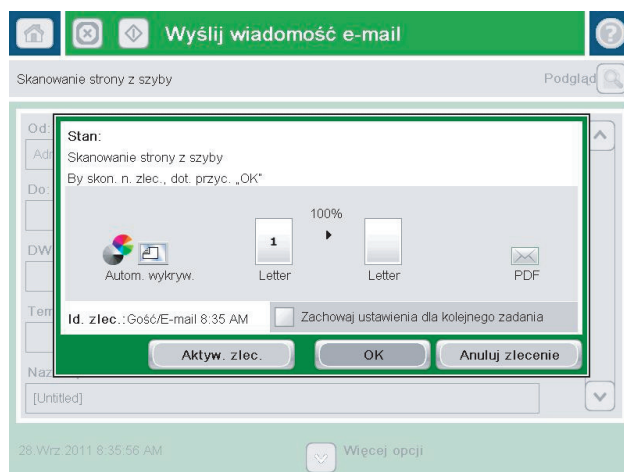 Wyślij wiadomość e-mail
?
Skanowanie strony z szyby
Podgląd
Od:
Stan:
Adr
Skanowanie strony z szyby
By skon. n. zlec., dot. przyc. „OK"
Do:
100%
1
DW
Autom. wykryw.
Letter
Letter
PDF
Tem
Id. zlec.:Gość/E-mail 8:35 AM
Zachowaj ustawienia dla kolejnego zadania
Aktyw. zlec.
OK
Anuluj zlecenie
Naz
[Untitled]
28.Wrz.2011 8:35:56 AM
Więcej opcji